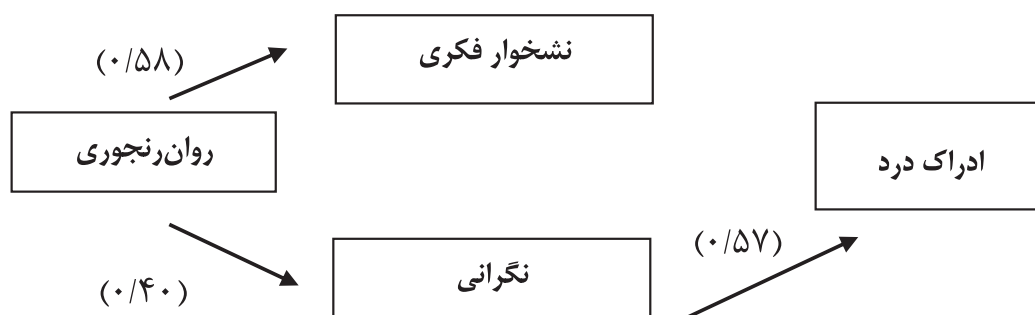 نشخوار فکری
(۰/۵۸)
روان‌رنجوری
ادراک درد
(۰/۵۷)
نگرانی
(۰/۴۰)